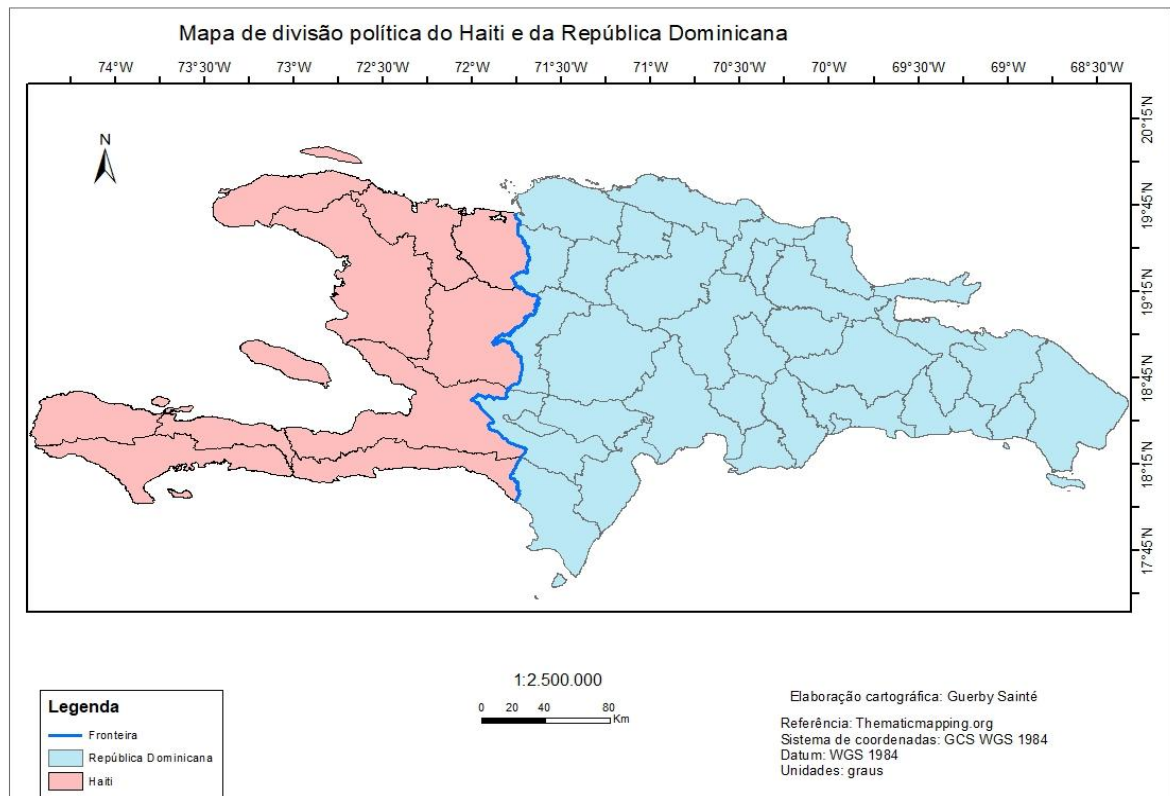 Mapa de divisão política do Haiti e da República Dominicana
74°W 73°30'W 73°W 72°30'W 72°W 71°30'W 71°W 70°30'W 70°W 69°30'W 69°W 68°30'W
N
20°15'N
19°45'N
19°15'N
18°45'N
18°15'N
17°45'N
1:2.500.000
0 20 40 80
Km
Legenda
Fronteira
República Dominicana
Haiti
Elaboração cartográfica: Guerby Sainté
Referência: Thematicmapping.org
Sistema de coordenadas: GCS WGS 1984
Datum: WGS 1984
Unidades: graus